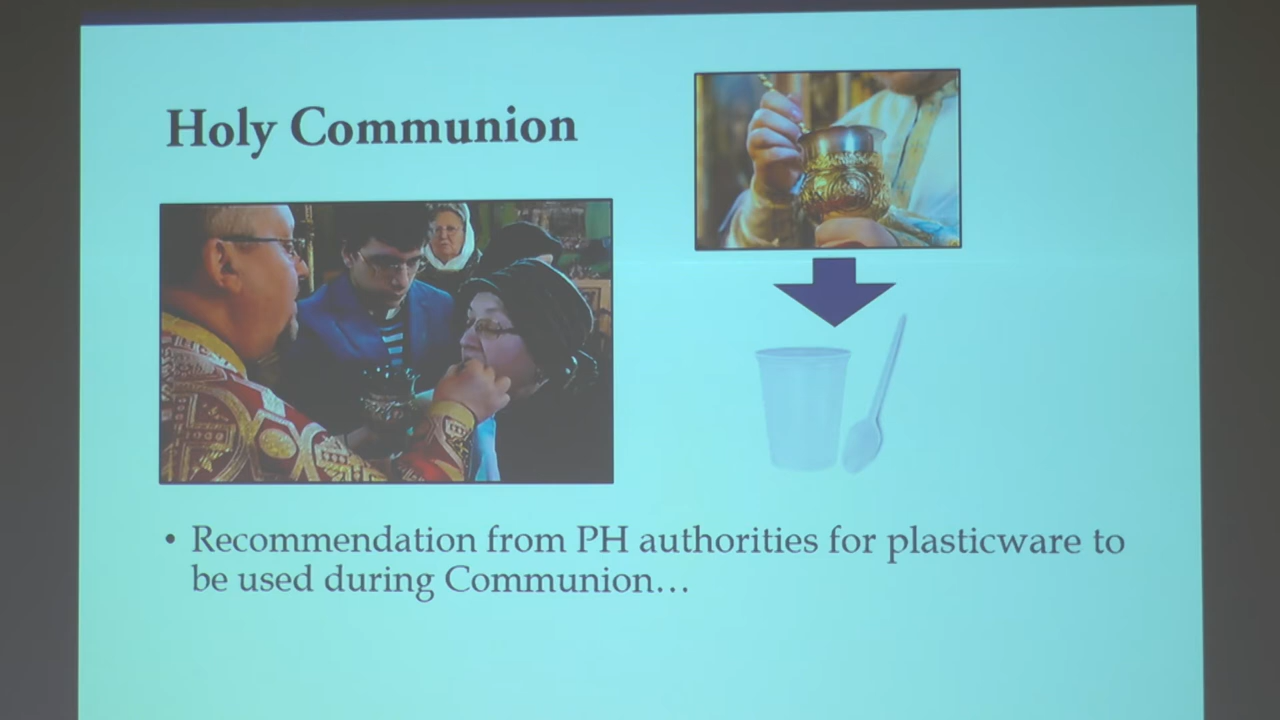 Holy Communion
• Recommendation from PH authorities for plasticware to
be used during Communion…